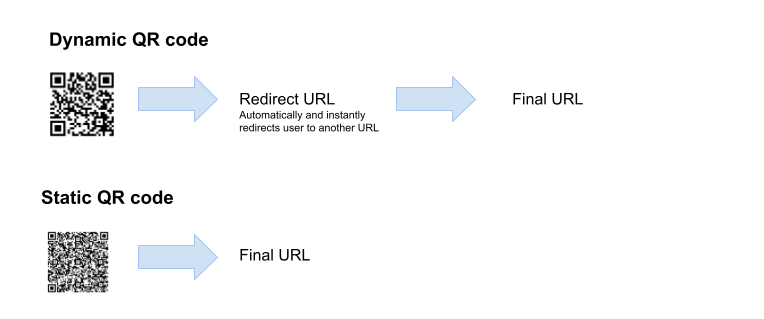 Dynamic QR code
Redirect URL
Automatically and instantly
redirects user to another URL
Final URL
Static QR code
Final URL